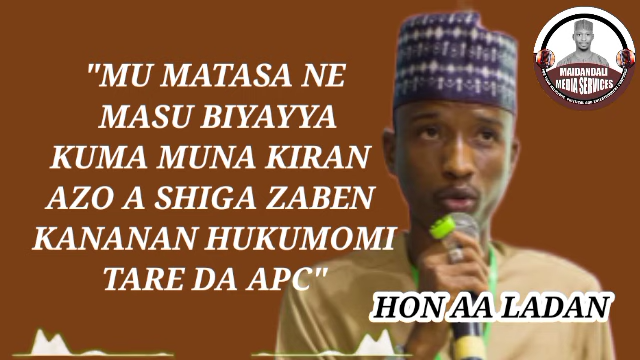 "MU MATASA NE
MASU BIYAYYA
KUMA MUNA KIRAN
AZO A SHIGA ZABEN
KANANAN HUKUMOMI
TARE DA APC"
HON AA LADAN
MAIDANDALI
MEDIA SERVICES